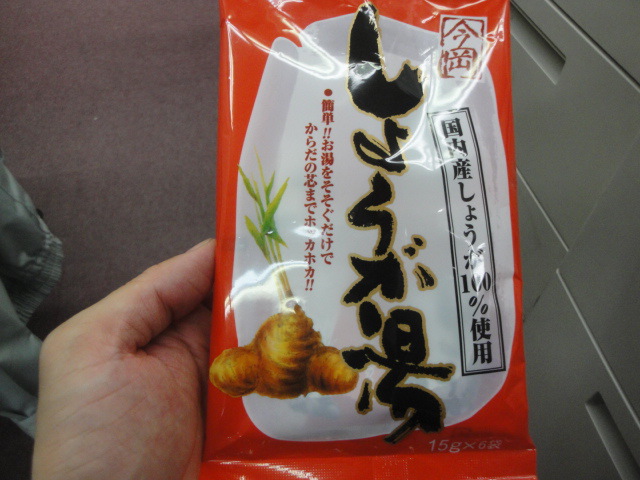 今岡
国内産しょうが100%使用
しょうが湯
●簡単!!お湯をそそぐだけで
からだの芯までホッカホカ!!
15g×6袋